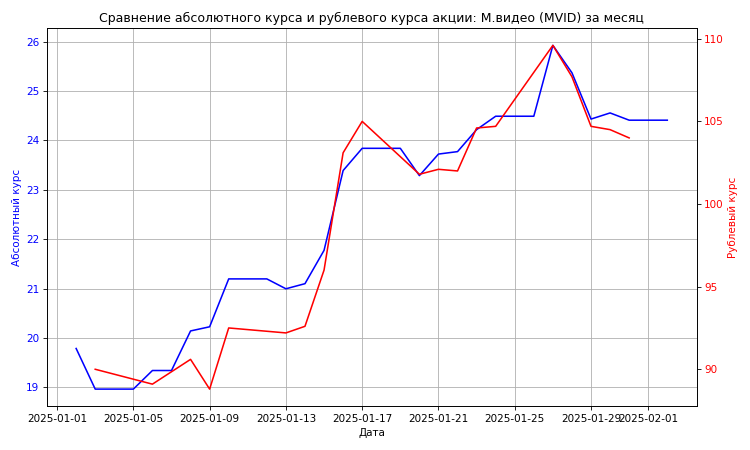 Сравнение абсолютного курса и рублевого курса акции: М.видео (MVID) за месяц
26
25
24
23
22
21
20
19
Абсолютный курс
110
105
100
95
90
Рублевый курс
2025-01-01 2025-01-05 2025-01-09 2025-01-13 2025-01-17 2025-01-21 2025-01-25 2025-01-29 2025-02-01
Дата